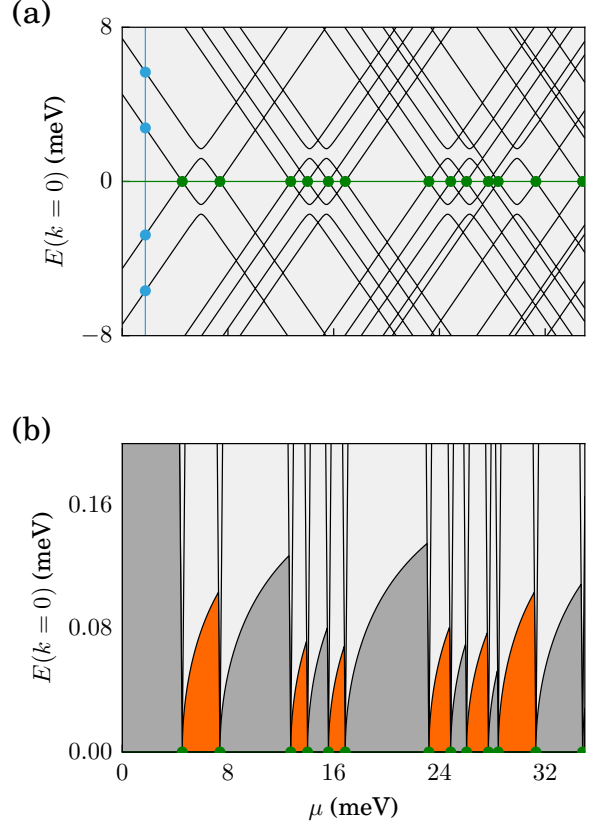 (a)
8
0
−8
E(k = 0) (meV)
(b)
0.16
0.08
0.00
E(k = 0) (meV)
0 8 16 24 32
μ (meV)